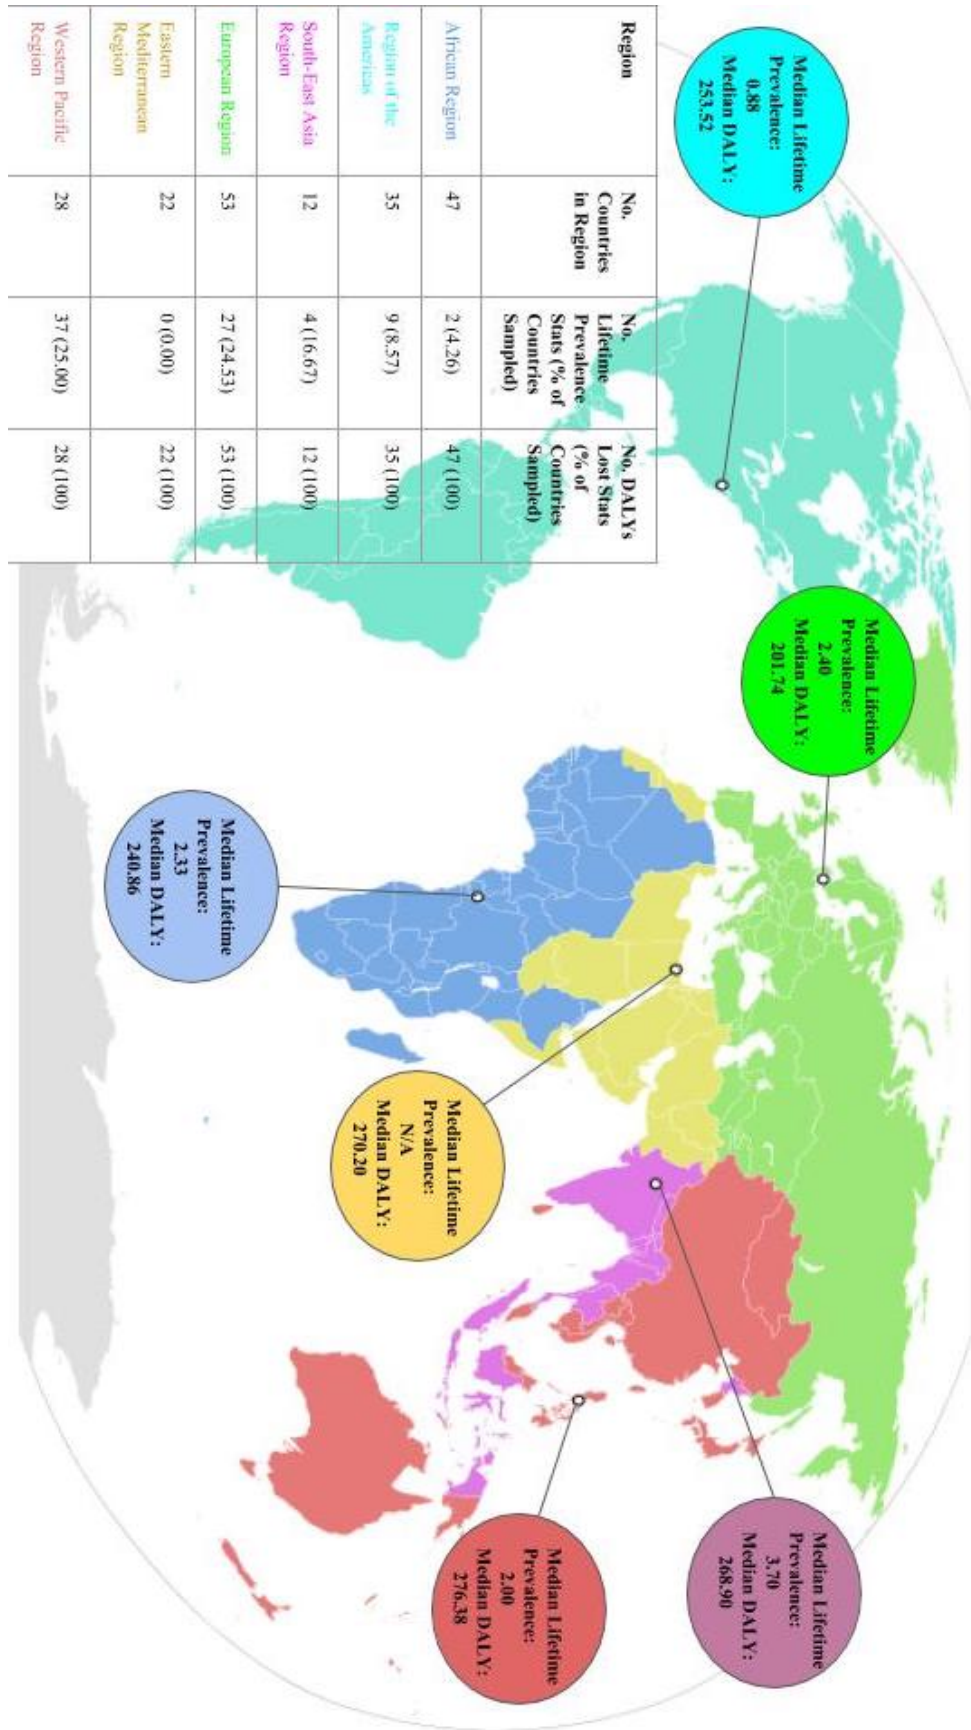 Median Lifetime
Prevalence:
0.88
Median DALY:
253.52
Median Lifetime
Prevalence:
2.40
Median DALY:
201.74
Median Lifetime
Prevalence:
3.70
Median DALY:
268.90
Median Lifetime
Prevalence:
2.33
Median DALY:
240.86
Median Lifetime
Prevalence:
N/A
Median DALY:
270.20
Median Lifetime
Prevalence:
2.00
Median DALY:
276.38
Region
No.
Countries
in Region
No.
Lifetime
Prevalence
Stats (% of
Countries
Sampled)
No. DALYs
Lost Stats
(% of
Countries
Sampled)
African Region
47
2 (4.26)
47 (100)
Region of the
Americas
35
9 (8.57)
35 (100)
South-East Asia
Region
12
4 (16.67)
12 (100)
European Region
53
27 (24.53)
53 (100)
Eastern
Mediterranean
Region
22
0 (0.00)
22 (100)
Western Pacific
Region
28
37 (25.00)
28 (100)